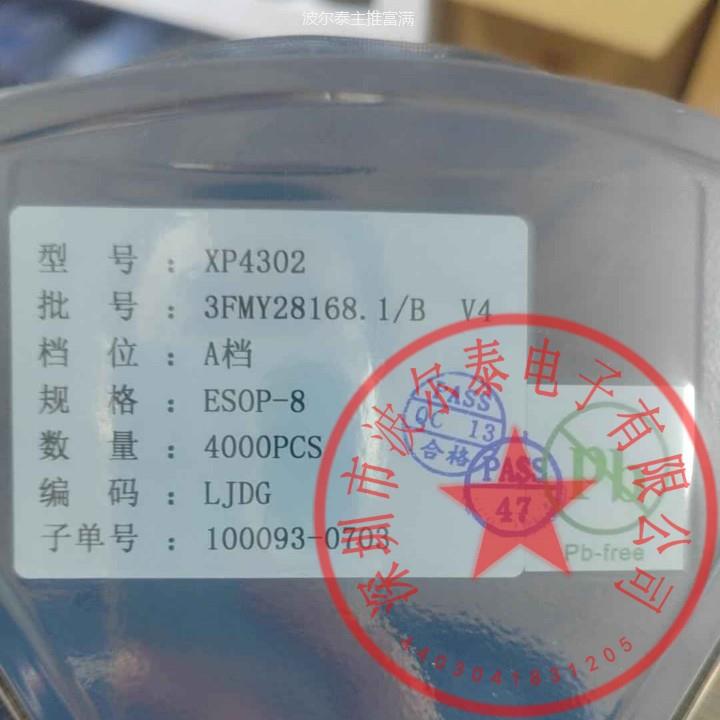 波尔泰主推富满
型 号 : XP4302
批 号 : 3FMY28168.1/B V4
档 位 : A档
规 格 : ESOP-8
数 量 : 4000PCS
编 码 : LJDG
子单号 : 100093-0703
PASS
QC 13
合格
PASS
47
Pb
Pb-free
深圳市波尔泰电子有限公司
4403041831205